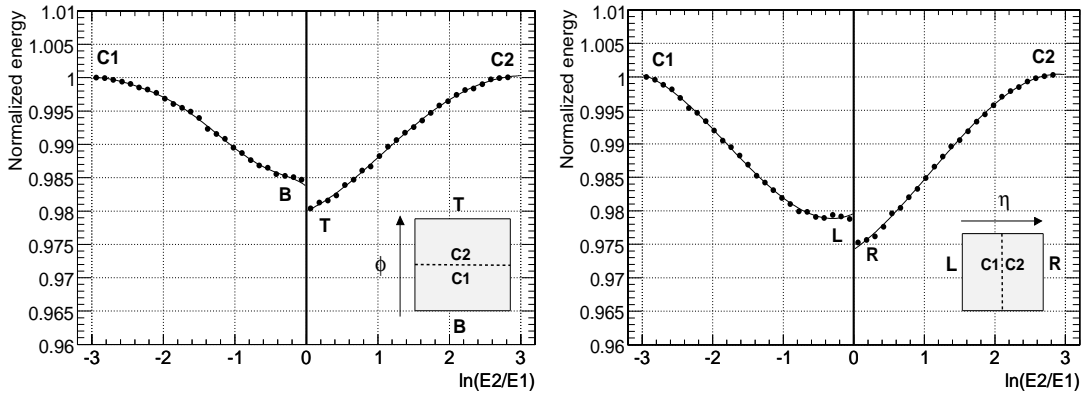 Normalized energy
1.01
1.005
1
0.995
0.99
0.985
0.98
0.975
0.97
0.965
0.96
C1
C2
B
T
T
C2
C1
B
ϕ
-3 -2 -1 0 1 2 3
ln(E2/E1)
Normalized energy
1.01
1.005
1
0.995
0.99
0.985
0.98
0.975
0.97
0.965
0.96
C1
C2
L
R
η
L C1 C2 R
-3 -2 -1 0 1 2 3
ln(E2/E1)